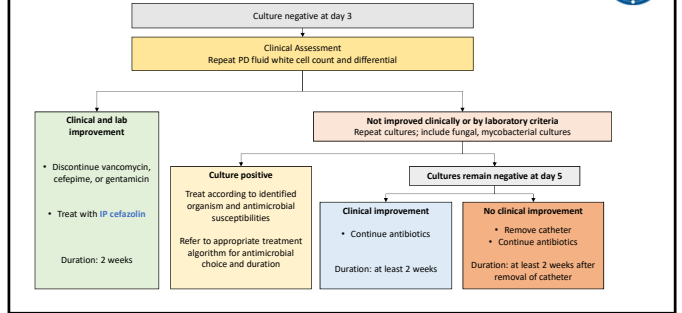 Culture negative at day 3
Clinical Assessment
Repeat PD fluid white cell count and differential
Clinical and lab
improvement
• Discontinue vancomycin,
cefepime, or gentamicin
• Treat with IP cefazolin
Duration: 2 weeks
Not improved clinically or by laboratory criteria
Repeat cultures; include fungal, mycobacterial cultures
Culture positive
Treat according to identified
organism and antimicrobial
susceptibilities
Refer to appropriate treatment
algorithm for antimicrobial
choice and duration
Cultures remain negative at day 5
Clinical improvement
• Continue antibiotics
Duration: at least 2 weeks
No clinical improvement
• Remove catheter
• Continue antibiotics
Duration: at least 2 weeks after
removal of catheter